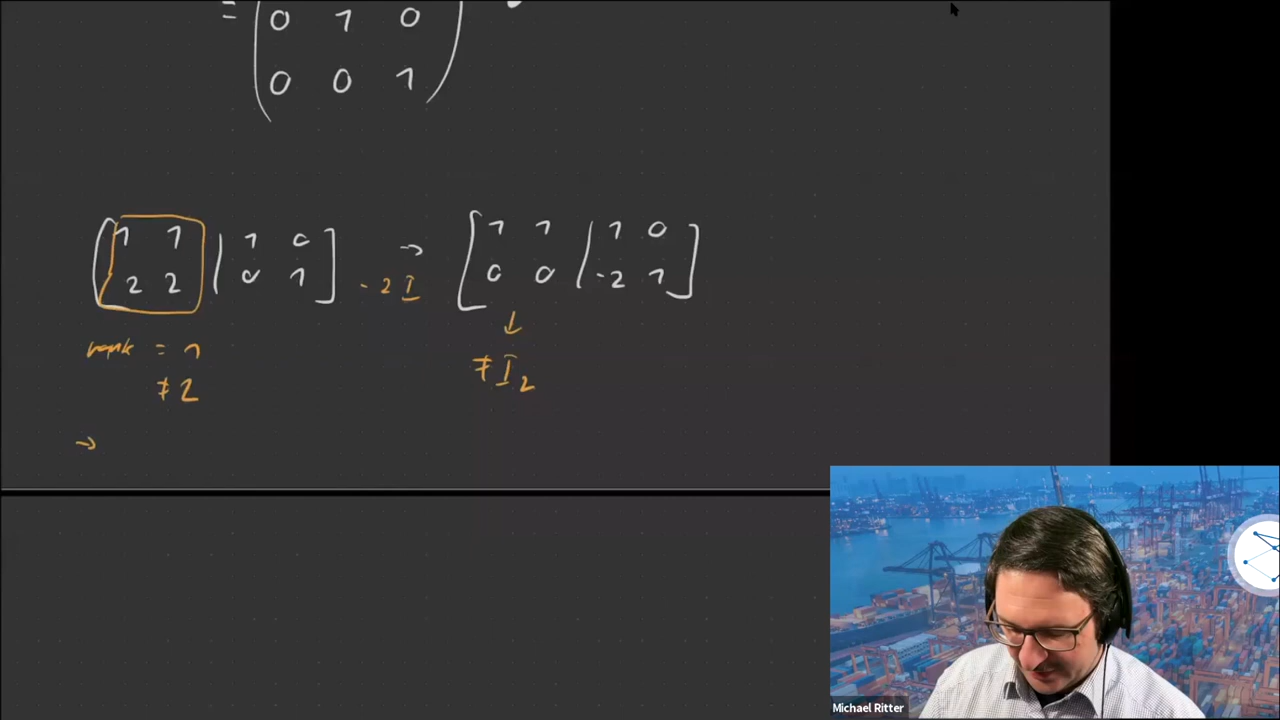 = ( 0 1 0
0 0 1 )
[ 1 1 | 1 0 ] → [ 1 1 | 1 0 ]
[ 2 2 | 0 1 ] - 2 I [ 0 0 | -2 1 ]
↓
rank = 1 ≠ I₂
≠ 2
→
Michael Ritter